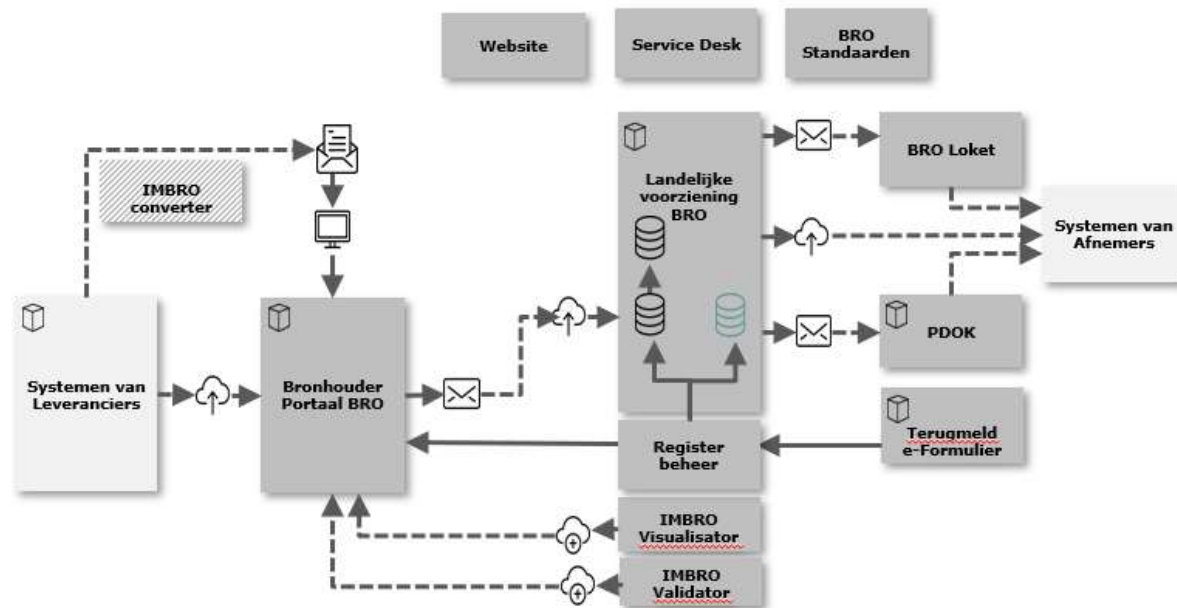 Website
Service Desk
BRO
Standaarden
IMBRO
converter
Landelijke
voorziening
BRO
BRO Loket
Systemen van
Afnemers
Systemen van
Leveranciers
Bronhouder
Portaal BRO
PDOK
Register
beheer
Terugmeld
e-Formulier
IMBRO
Visualisator
IMBRO
Validator